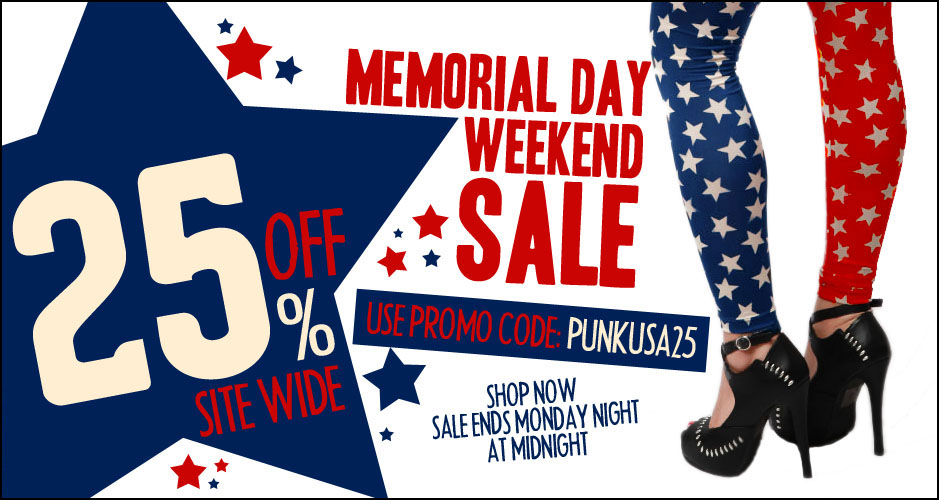 25
OFF
%
SITE WIDE
MEMORIAL DAY
WEEKEND
SALE
USE PROMO CODE: PUNKUSA25
SHOP NOW
SALE ENDS MONDAY NIGHT
AT MIDNIGHT